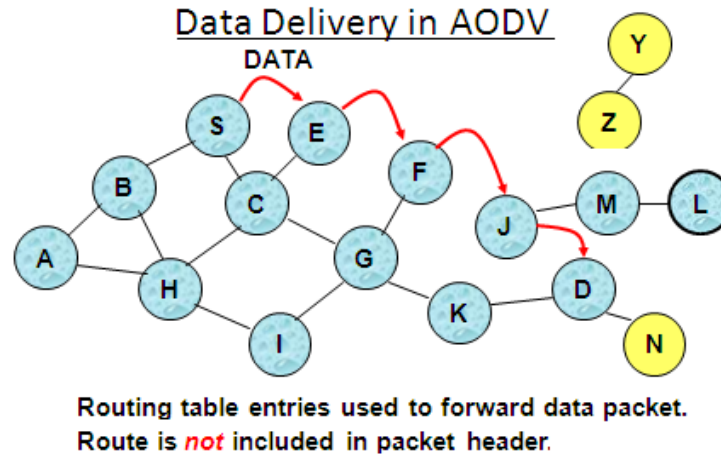 Data Delivery in AODV
DATA
Y
Z
S
E
F
B
C
J
M
L
A
H
G
D
I
K
N
Routing table entries used to forward data packet.
Route is not included in packet header.